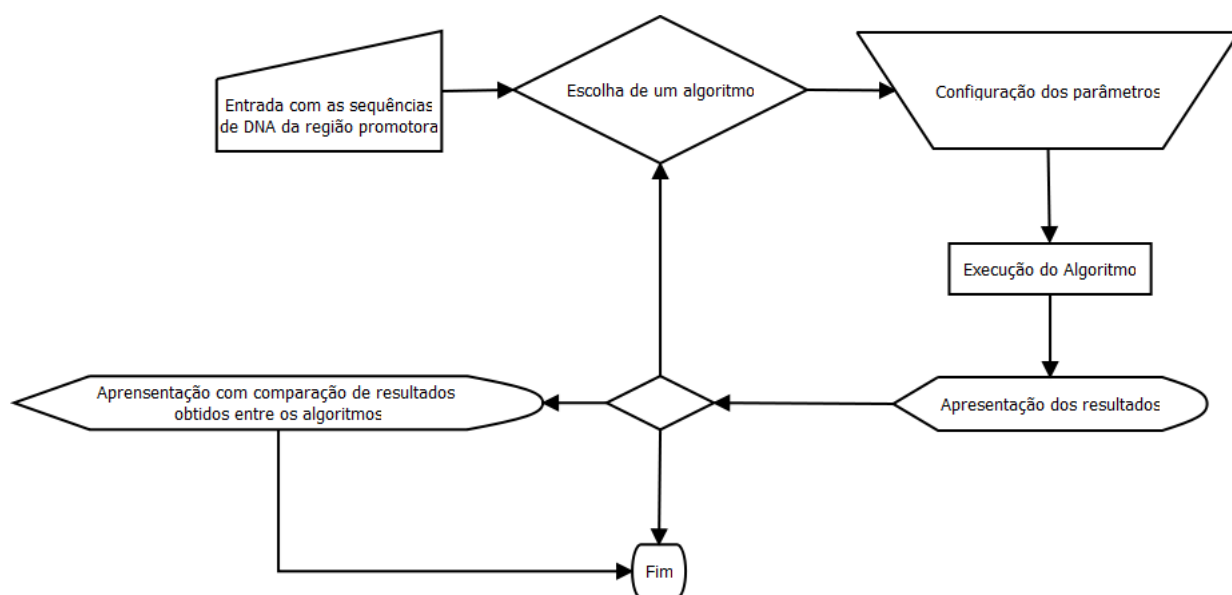 Entrada com as sequências
de DNA da região promotora
Escolha de um algoritmo
Configuração dos parâmetros
Execução do Algoritmo
Apresentação dos resultados
Aprensentação com comparação de resultados
obtidos entre os algoritmos
Fim